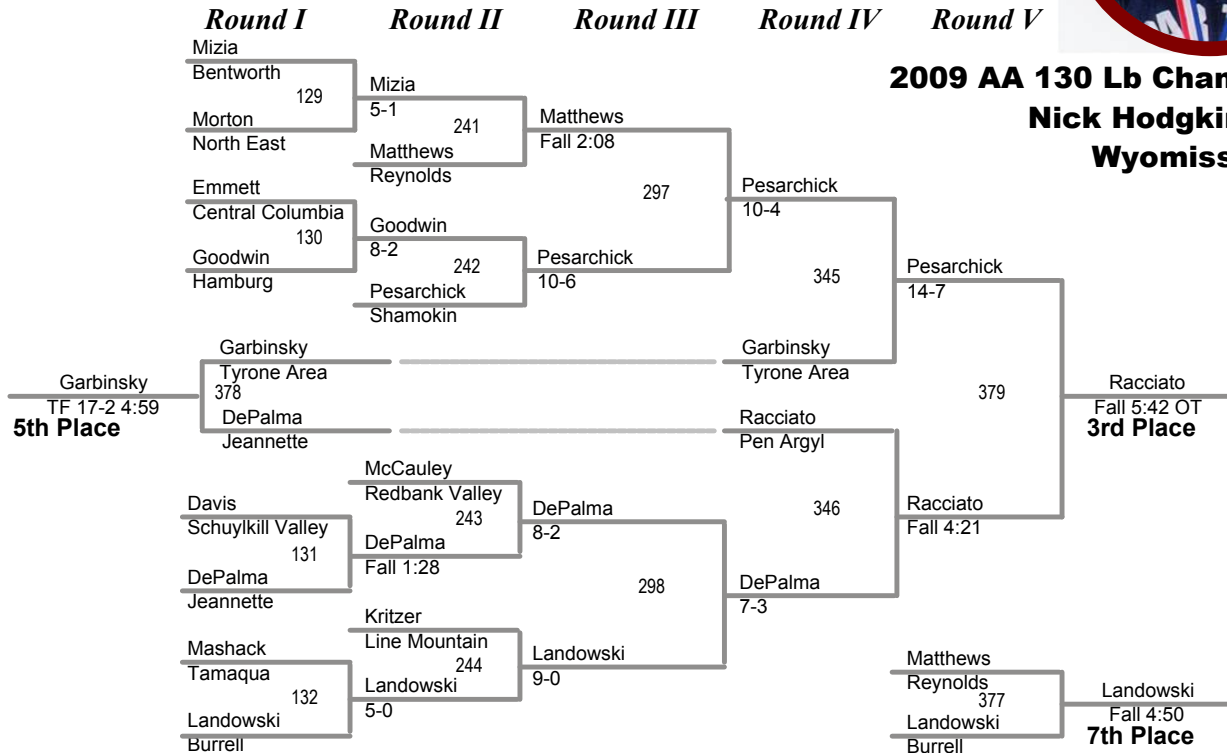 Round I Round II Round III Round IV Round V
2009 AA 130 Lb Cham
Nick Hodgkin
Wyomiss
Mizia
Bentworth
129
Morton
North East
Mizia
5-1
241
Matthews
Reynolds
Matthews
Fall 2:08
Emmett
Central Columbia
130
Goodwin
Hamburg
Goodwin
8-2
242
Pesarchick
Shamokin
Pesarchick
10-6
297
Pesarchick
10-4
345
Pesarchick
14-7
Garbinsky
Tyrone Area
Garbinsky
Tyrone Area
Garbinsky
TF 17-2 4:59
5th Place
378
DePalma
Jeannette
Racciato
Pen Argyl
379
Racciato
Fall 5:42 OT
3rd Place
McCauley
Redbank Valley
243
Davis
Schuylkill Valley
131
DePalma
Jeannette
DePalma
Fall 1:28
DePalma
8-2
346
Racciato
Fall 4:21
298
DePalma
7-3
Kritzer
Line Mountain
244
Mashack
Tamaqua
132
Landowski
Burrell
Landowski
5-0
Landowski
9-0
Matthews
Reynolds
377
Landowski
Burrell
Landowski
Fall 4:50
7th Place